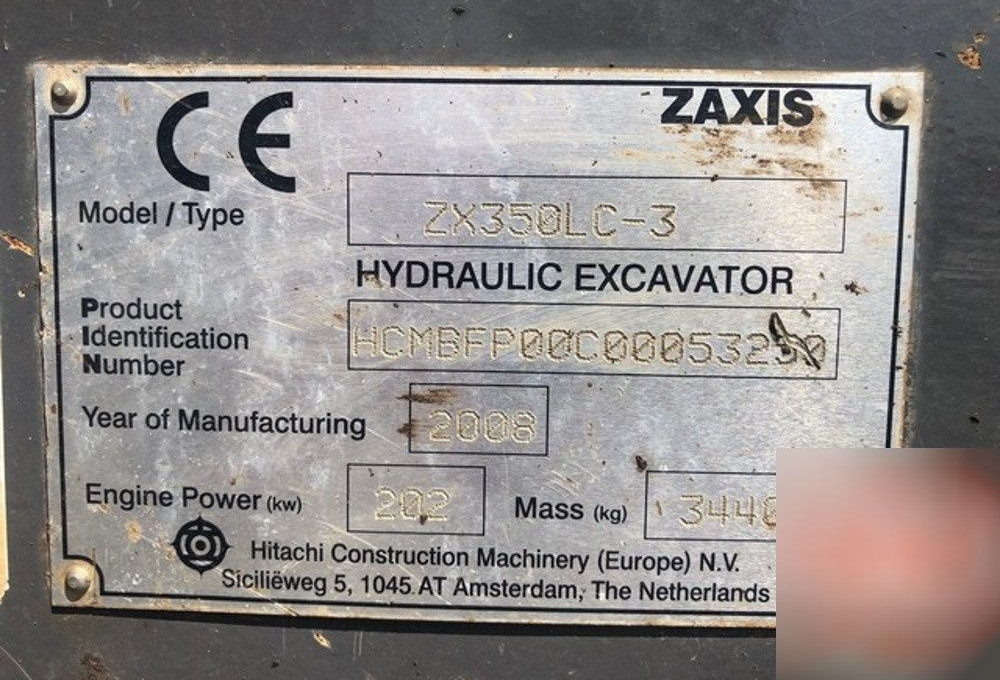 CE
ZAXIS
Model / Type
ZX350LC-3
HYDRAULIC EXCAVATOR
Product
Identification
Number
Year of Manufacturing
2008
Engine Power (kw)
202
Mass (kg)
Hitachi Construction Machinery (Europe) N.V.
Siciliëweg 5, 1045 AT Amsterdam, The Netherlands